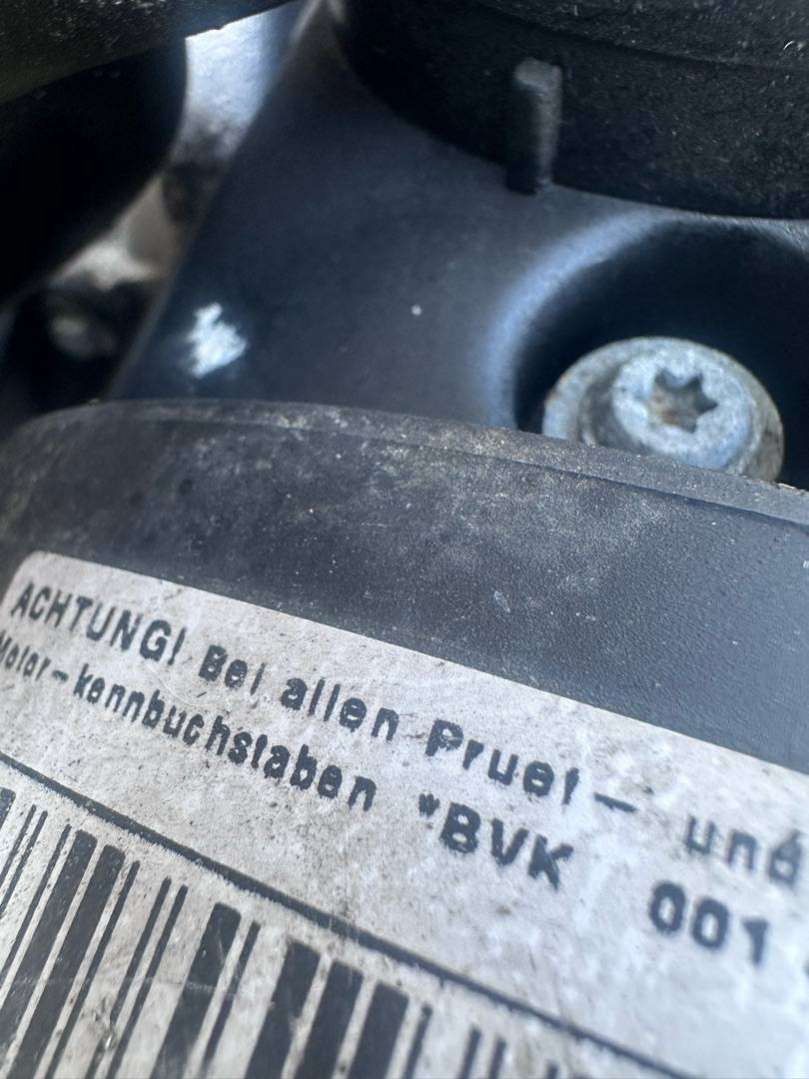 ACHTUNG! Bei allen Pruef- und
Motor-kennbuchstaben *BVK 001